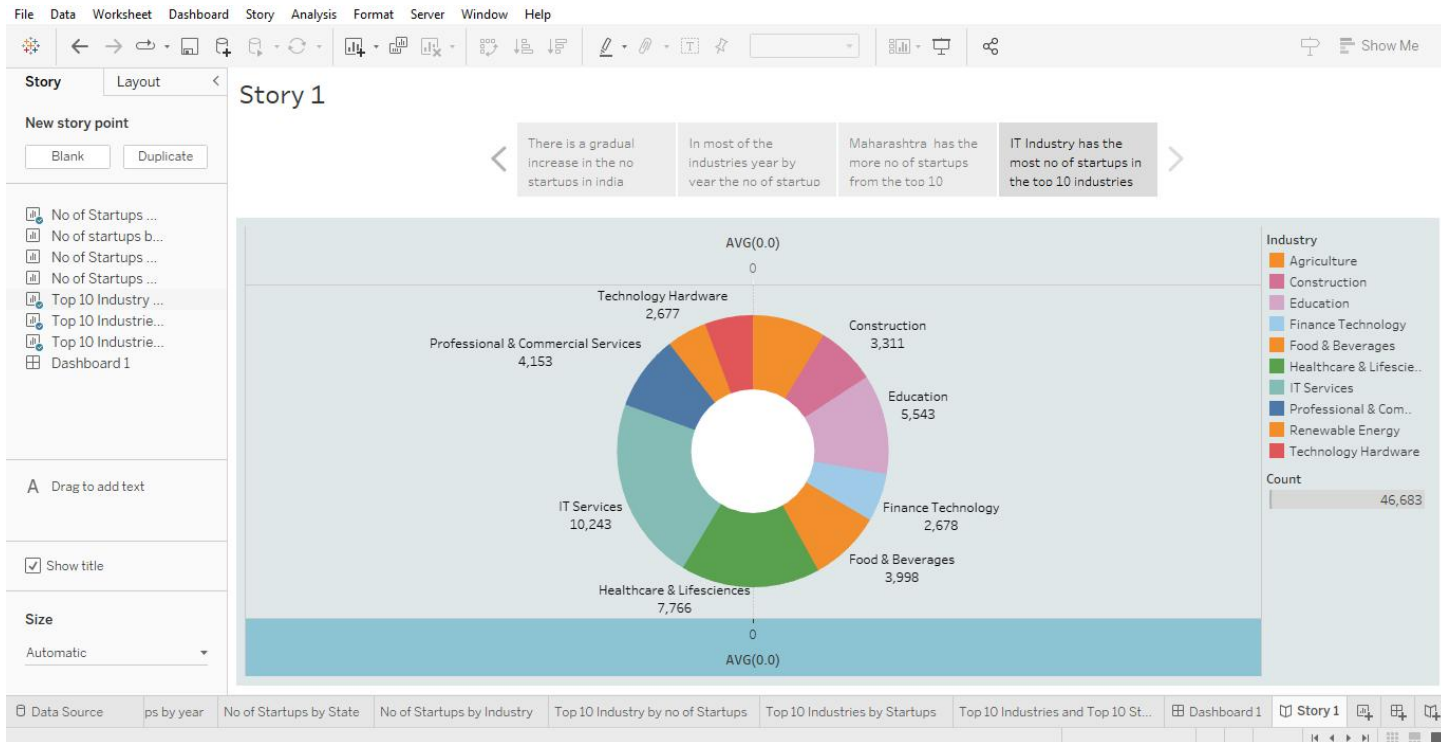 File Data Worksheet Dashboard Story Analysis Format Server Window Help
Show Me
Story Layout
Story 1
New story point
Blank Duplicate
There is a gradual
increase in the no
startups in india
In most of the
industries year by
year the no of startup
Maharashtra has the
more no of startups
from the top 10
IT Industry has the
most no of startups in
the top 10 industries
No of Startups ...
No of startups b...
No of Startups ...
No of Startups ...
Top 10 Industry ...
Top 10 Industrie...
Top 10 Industrie...
Dashboard 1
A Drag to add text
Show title
Size
Automatic
AVG(0.0)
0
Technology Hardware
2,677
Construction
3,311
Professional & Commercial Services
4,153
Education
5,543
IT Services
10,243
Finance Technology
2,678
Food & Beverages
3,998
Healthcare & Lifesciences
7,766
0
AVG(0.0)
Industry
Agriculture
Construction
Education
Finance Technology
Food & Beverages
Healthcare & Lifescie..
IT Services
Professional & Com..
Renewable Energy
Technology Hardware
Count
46,683
Data Source ps by year No of Startups by State No of Startups by Industry Top 10 Industry by no of Startups Top 10 Industries by Startups Top 10 Industries and Top 10 St... Dashboard 1 Story 1